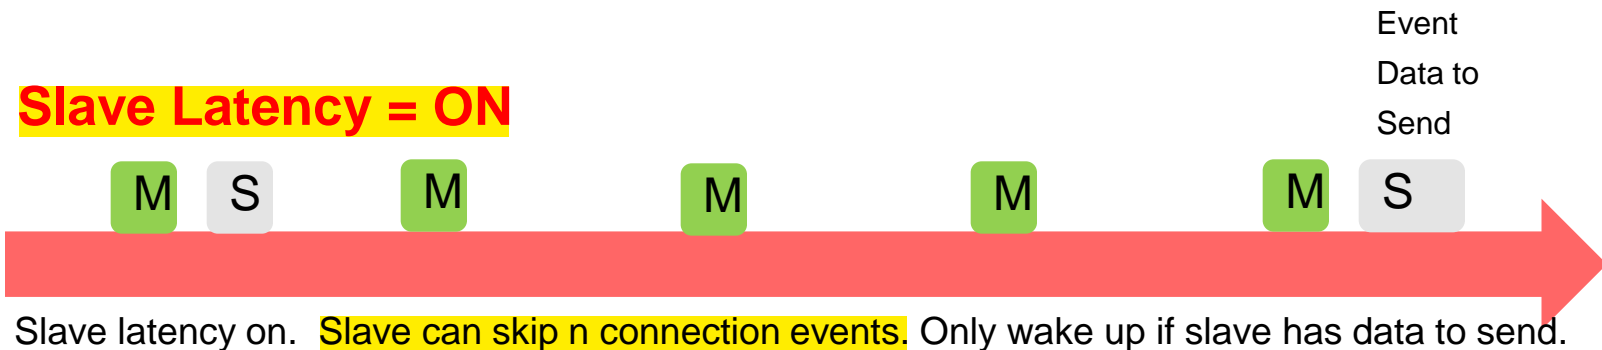 Event
Data to
Send
Slave Latency = ON
M S M M M M S
Slave latency on. Slave can skip n connection events. Only wake up if slave has data to send.